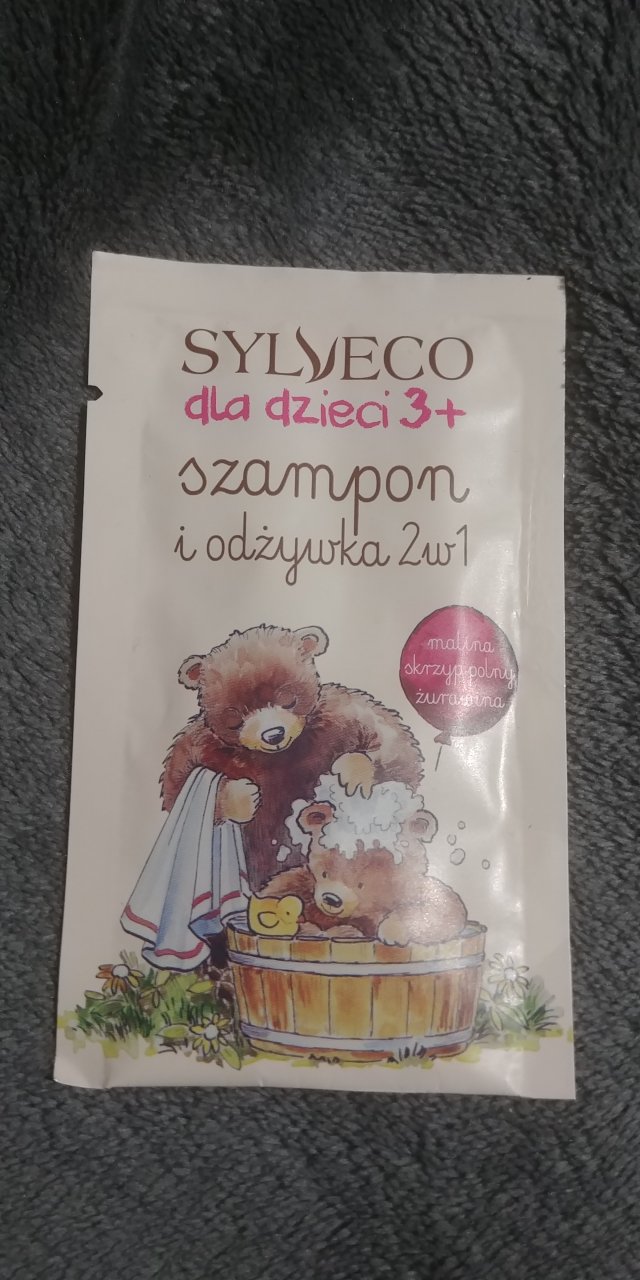 SYLVECO
dla dzieci 3+
szampon
i odżywka 2w1
malina
skrzyp polny
żurawina